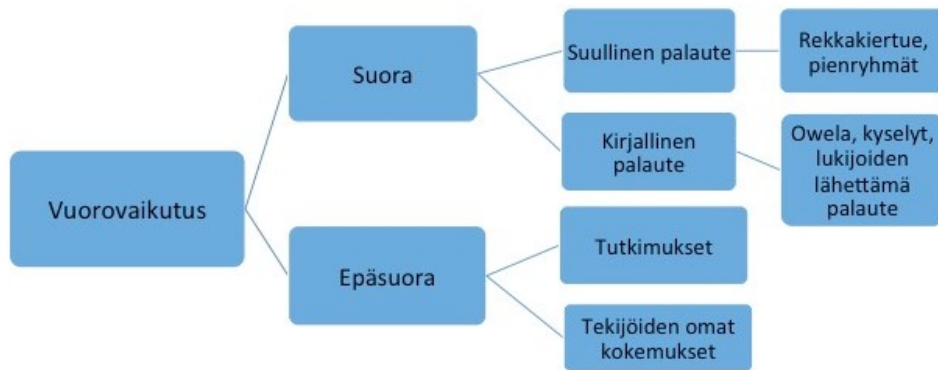 Vuorovaikutus
Suora
Suullinen palaute
Rekkakiertue,
pienryhmät
Kirjallinen
palaute
Owela, kyselyt,
lukijoiden
lähettämä
palaute
Epäsuora
Tutkimukset
Tekijöiden omat
kokemukset